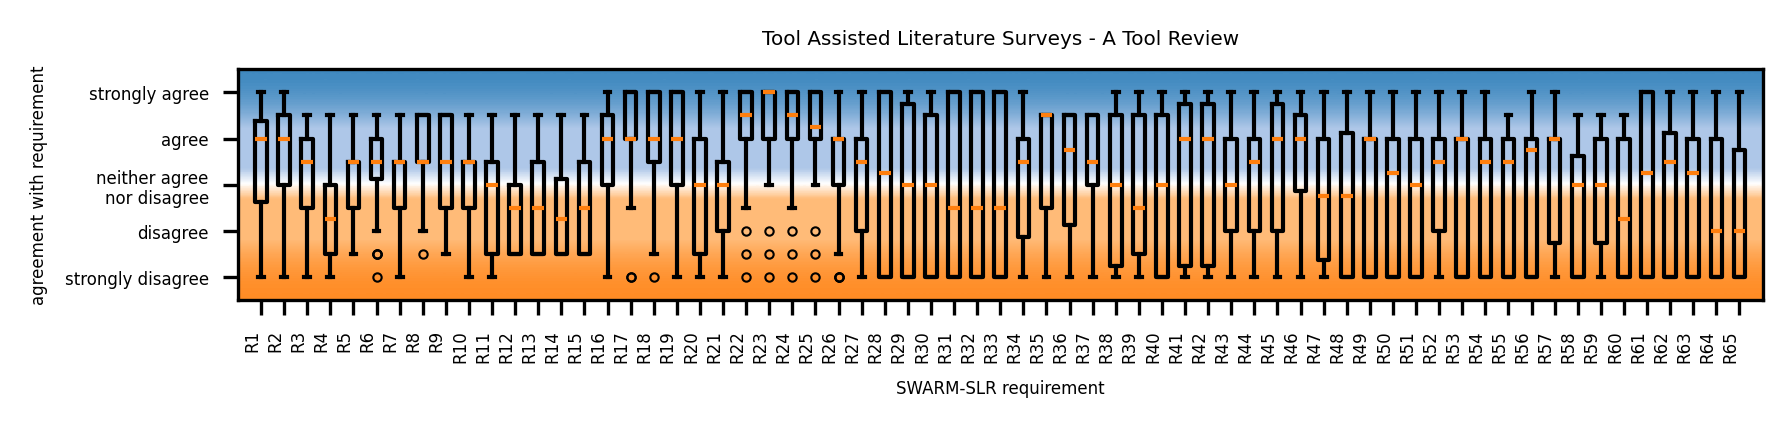 Tool Assisted Literature Surveys - A Tool Review
agreement with requirement
strongly agree
agree
neither agree
nor disagree
disagree
strongly disagree
R1 R2 R3 R4 R5 R6 R7 R8 R9 R10 R11 R12 R13 R14 R15 R16 R17 R18 R19 R20 R21 R22 R23 R24 R25 R26 R27 R28 R29 R30 R31 R32 R33 R34 R35 R36 R37 R38 R39 R40 R41 R42 R43 R44 R45 R46 R47 R48 R49 R50 R51 R52 R53 R54 R55 R56 R57 R58 R59 R60 R61 R62 R63 R64 R65
SWARM-SLR requirement